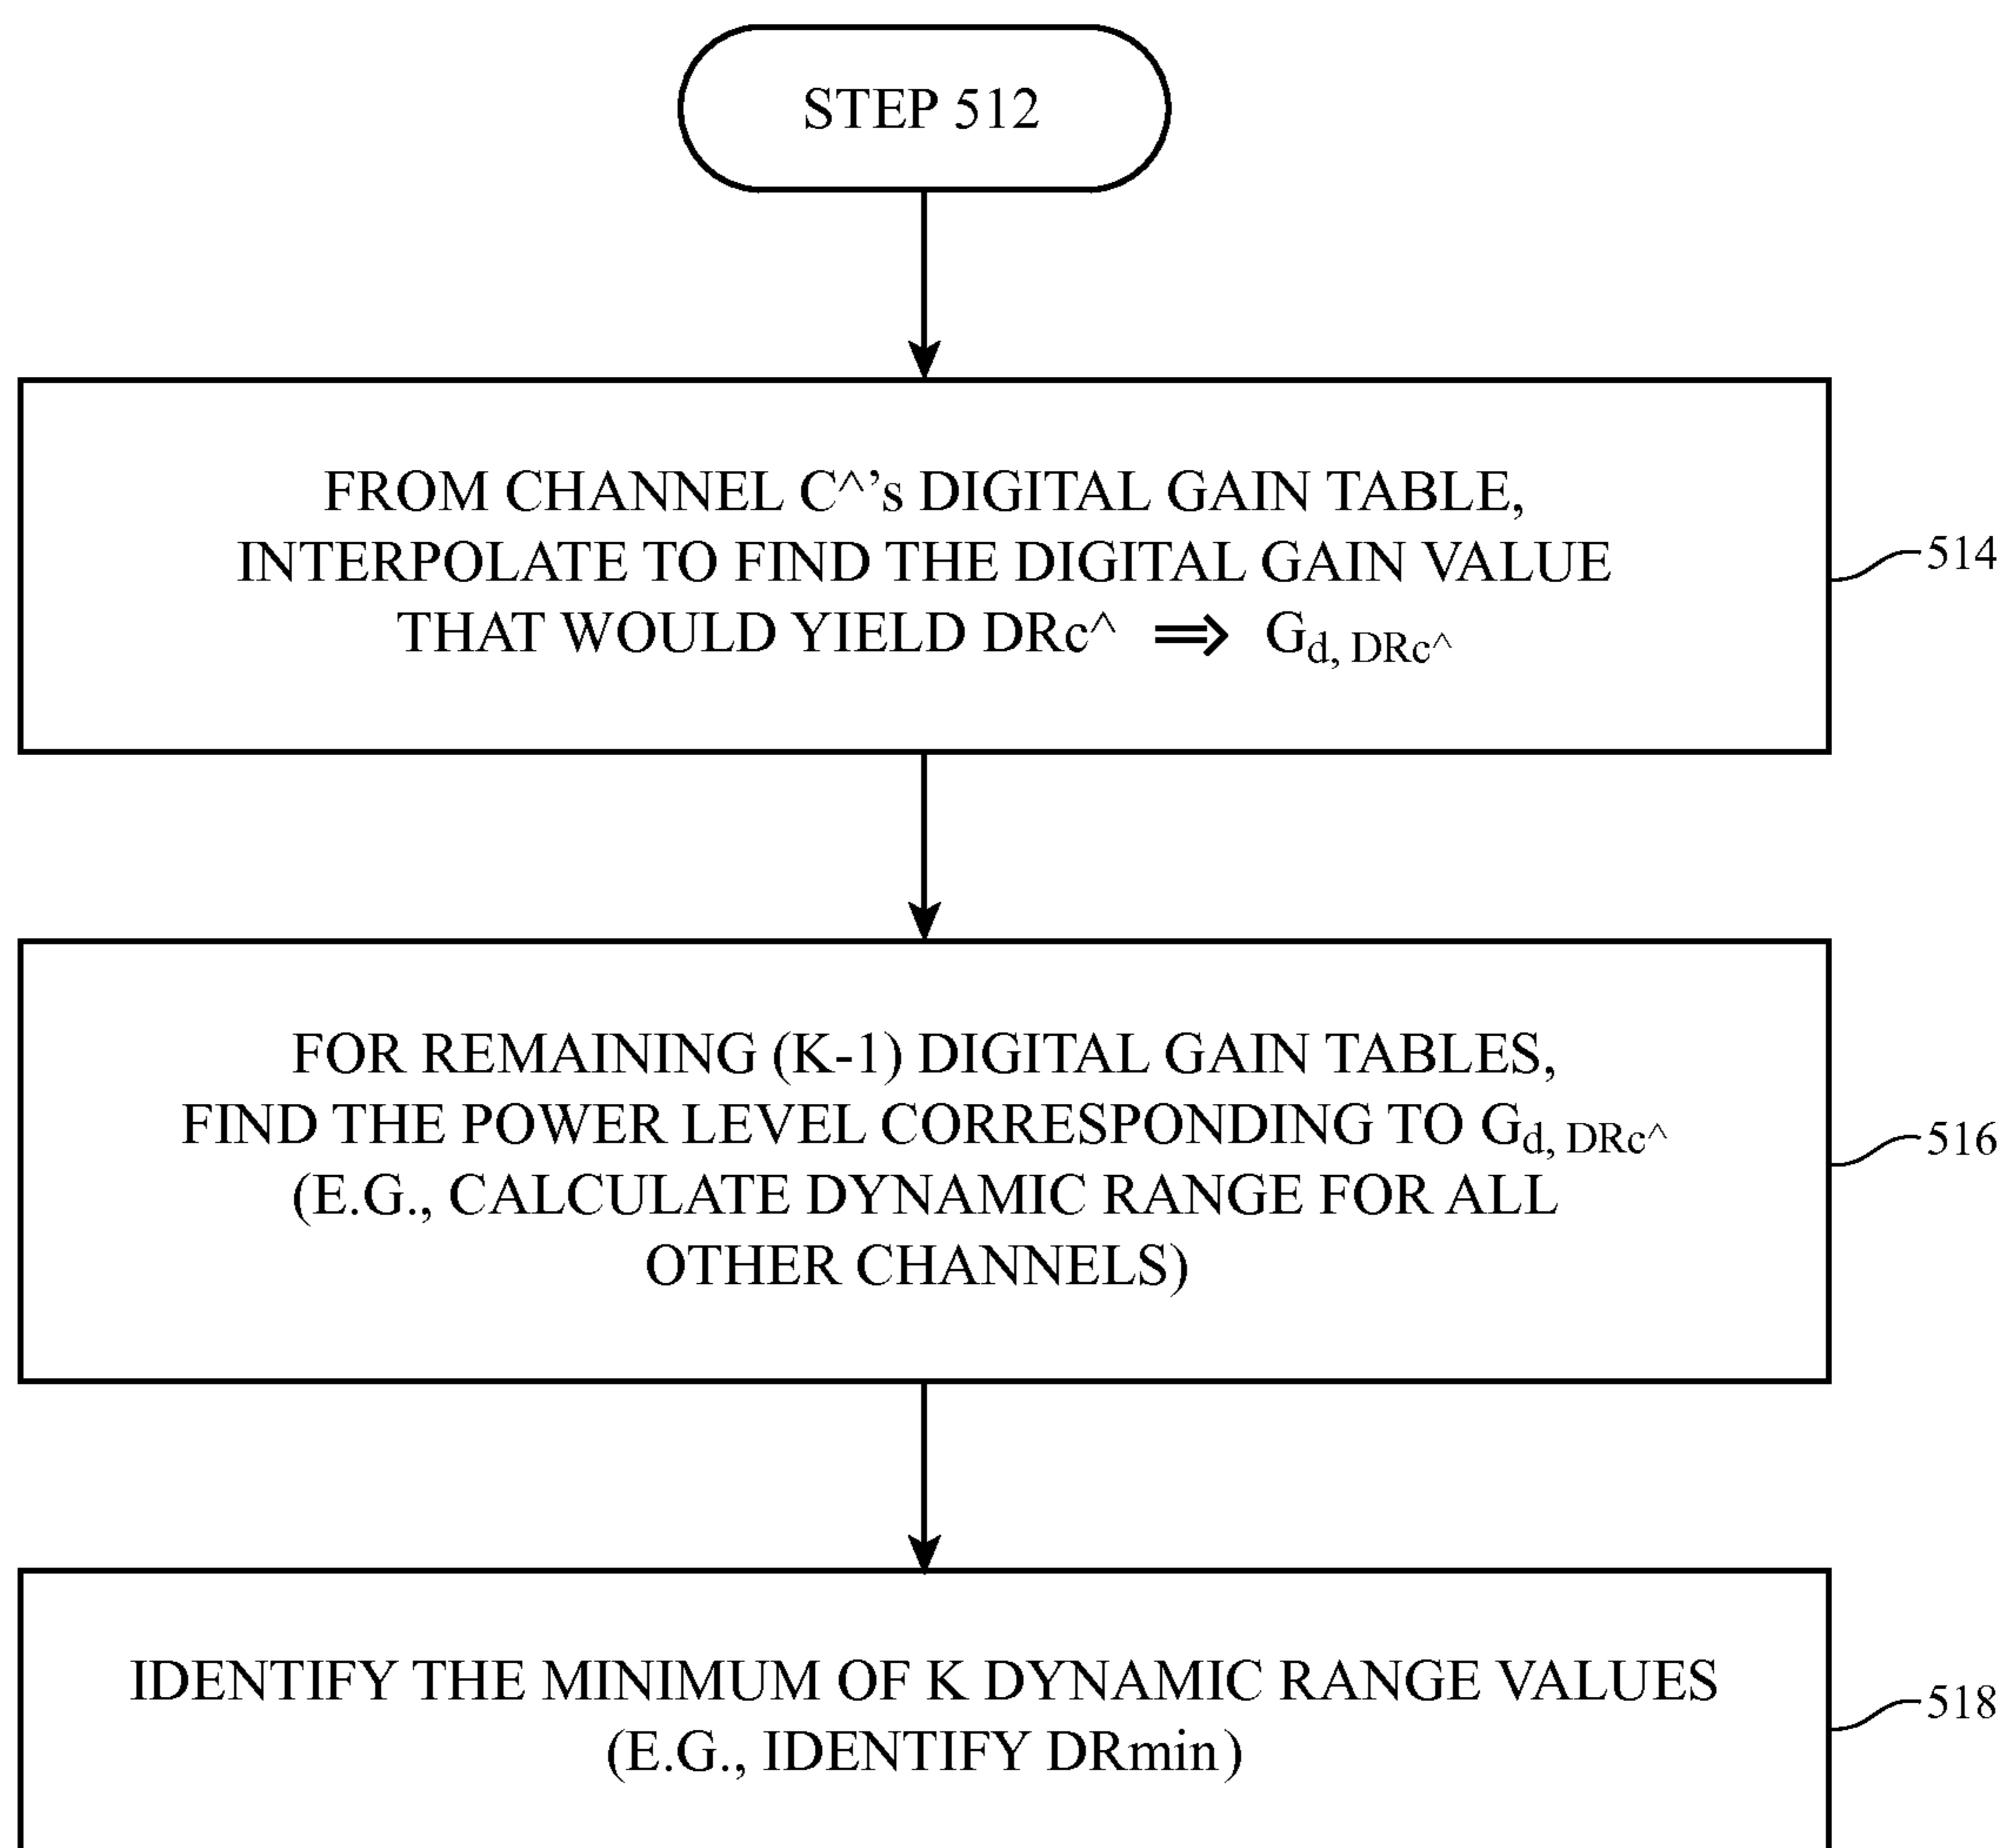 STEP 512
FROM CHANNEL C^’s DIGITAL GAIN TABLE,
INTERPOLATE TO FIND THE DIGITAL GAIN VALUE
THAT WOULD YIELD DRc^ ⇒ Gd, DRc^
514
FOR REMAINING (K-1) DIGITAL GAIN TABLES,
FIND THE POWER LEVEL CORRESPONDING TO Gd, DRc^
(E.G., CALCULATE DYNAMIC RANGE FOR ALL
OTHER CHANNELS)
516
IDENTIFY THE MINIMUM OF K DYNAMIC RANGE VALUES
(E.G., IDENTIFY DRmin)
518